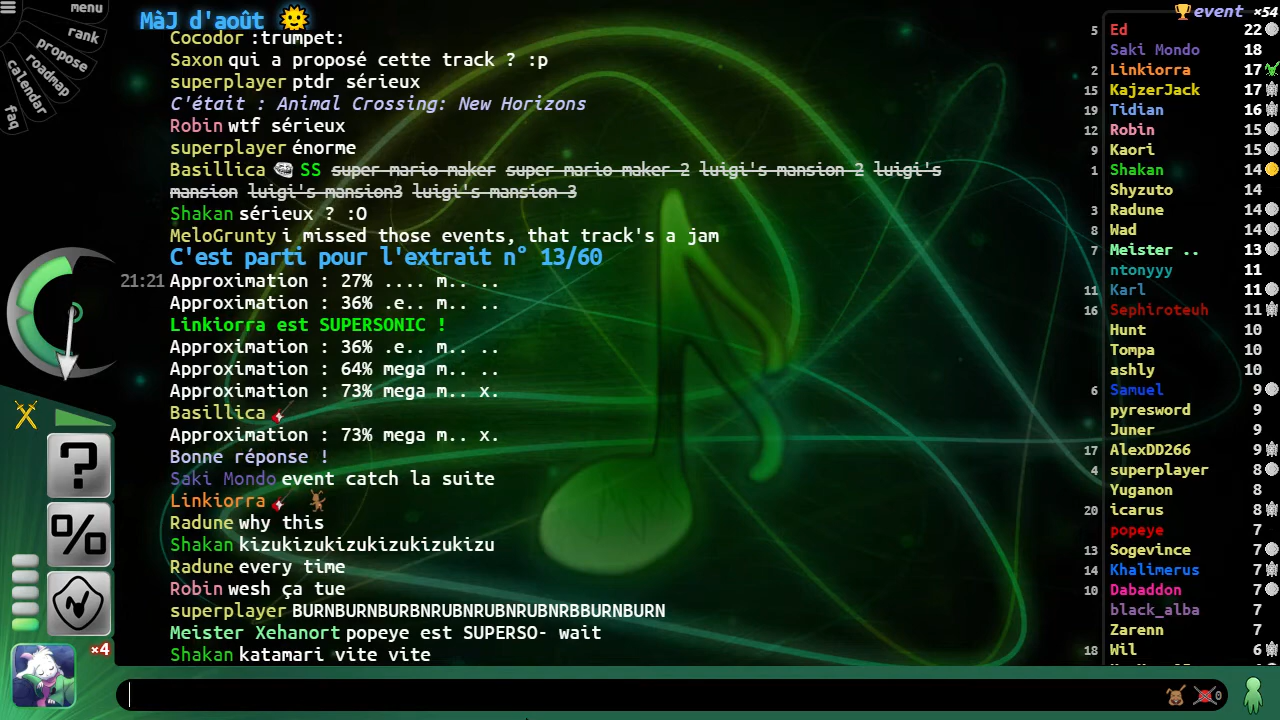 menu
rank
propose
roadmap
calendar
faq
MàJ d'août
Cocodor :trumpet:
Saxon qui a proposé cette track ? :p
superplayer ptdr sérieux
C'était : Animal Crossing: New Horizons
Robin wtf sérieux
superplayer énorme
Basillica SS super mario maker super mario maker 2 luigi's mansion 2 luigi's
mansion luigi's mansion3 luigi's mansion 3
Shakan sérieux ? :O
MeloGrunty i missed those events, that track's a jam
C'est parti pour l'extrait n° 13/60
21:21 Approximation : 27% .... m.. ..
Approximation : 36% .e.. m.. ..
Linkiorra est SUPERSONIC !
Approximation : 36% .e.. m.. ..
Approximation : 64% mega m.. ..
Approximation : 73% mega m.. x.
Basillica
Approximation : 73% mega m.. x.
Bonne réponse !
Saki Mondo event catch la suite
Linkiorra
Radune why this
Shakan kizukizukizukizukizukizu
Radune every time
Robin wesh ça tue
superplayer BURNBURNBURBNRUBNRUBNRUBNRBBURNBURN
Meister Xehanort popeye est SUPERSO- wait
Shakan katamari vite vite
?
%
×4
0
event ×54
5 Ed 22
Saki Mondo 18
2 Linkiorra 17
15 KajzerJack 17
19 Tidian 16
12 Robin 15
9 Kaori 15
1 Shakan 14
Shyzuto 14
3 Radune 14
8 Wad 14
7 Meister .. 13
ntonyyy 11
11 Karl 11
16 Sephiroteuh 11
Hunt 10
Tompa 10
ashly 10
6 Samuel 9
pyresword 9
Juner 9
17 AlexDD266 9
4 superplayer 8
Yuganon 8
20 icarus 8
popeye 7
13 Sogevince 7
14 Khalimerus 7
10 Dabaddon 7
black_alba 7
Zarenn 7
18 Wil 6